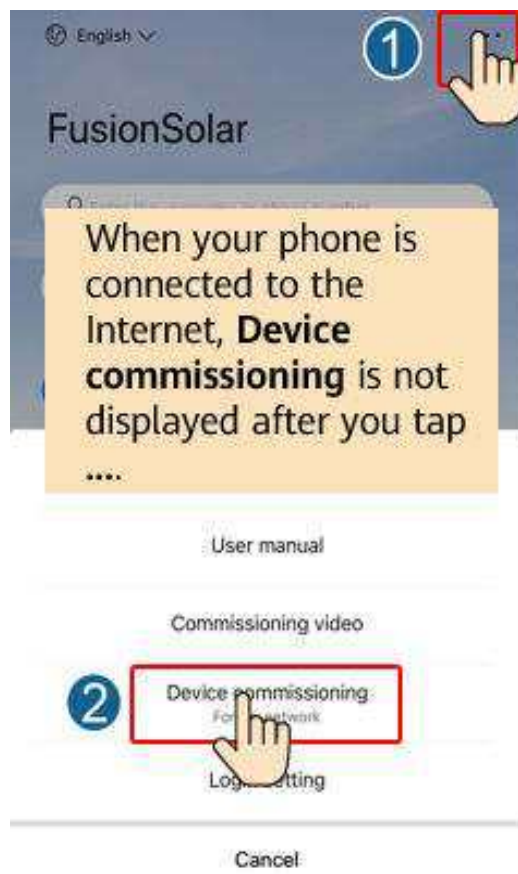 English
1
FusionSolar
When your phone is
connected to the
Internet, Device
commissioning is not
displayed after you tap
....
User manual
Commissioning video
2
Device commissioning
network
Cancel